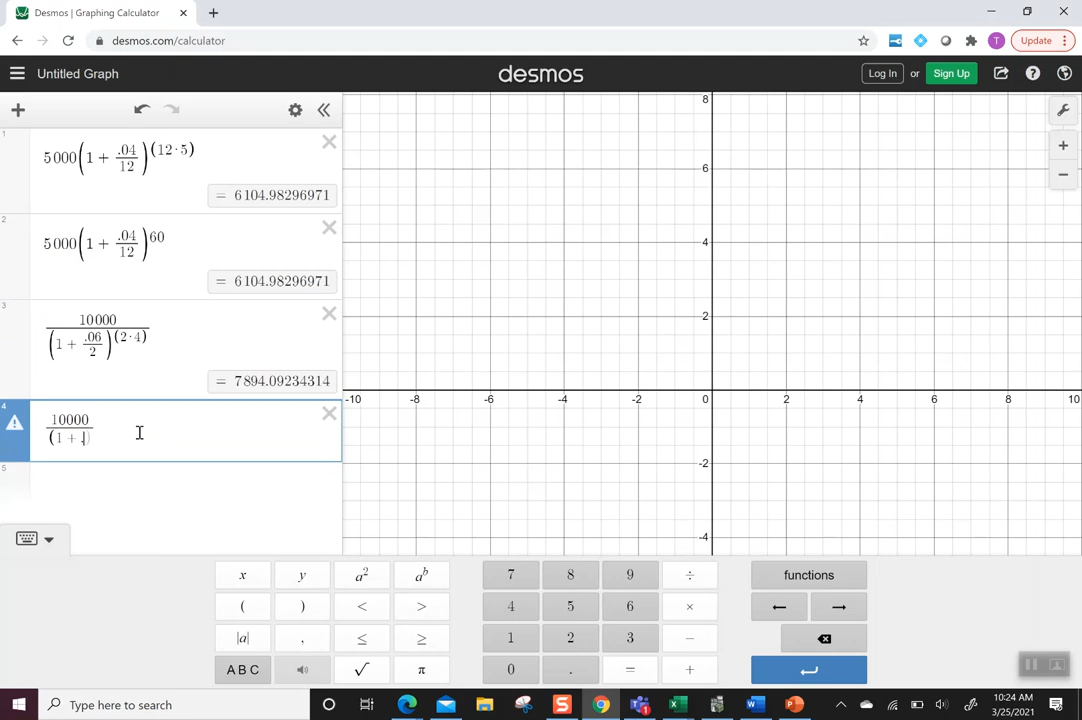 Desmos | Graphing Calculator
desmos.com/calculator
T
Update
Untitled Graph
desmos
Log In or Sign Up
1
5000(1 + .04/12)^(12·5)
= 6104.98296971
2
5000(1 + .04/12)^60
= 6104.98296971
3
10000/(1 + .06/2)^(2·4)
= 7894.09234314
4
10000/(1 + .)
5
8
6
4
2
-10 -8 -6 -4 -2 0 2 4 6 8 10
-2
-4
x y a² a^b 7 8 9 ÷ functions
( ) < > 4 5 6 × ← →
|a| , ≤ ≥ 1 2 3 −
A B C √ π 0 . = +
Type here to search
10:24 AM
3/25/2021